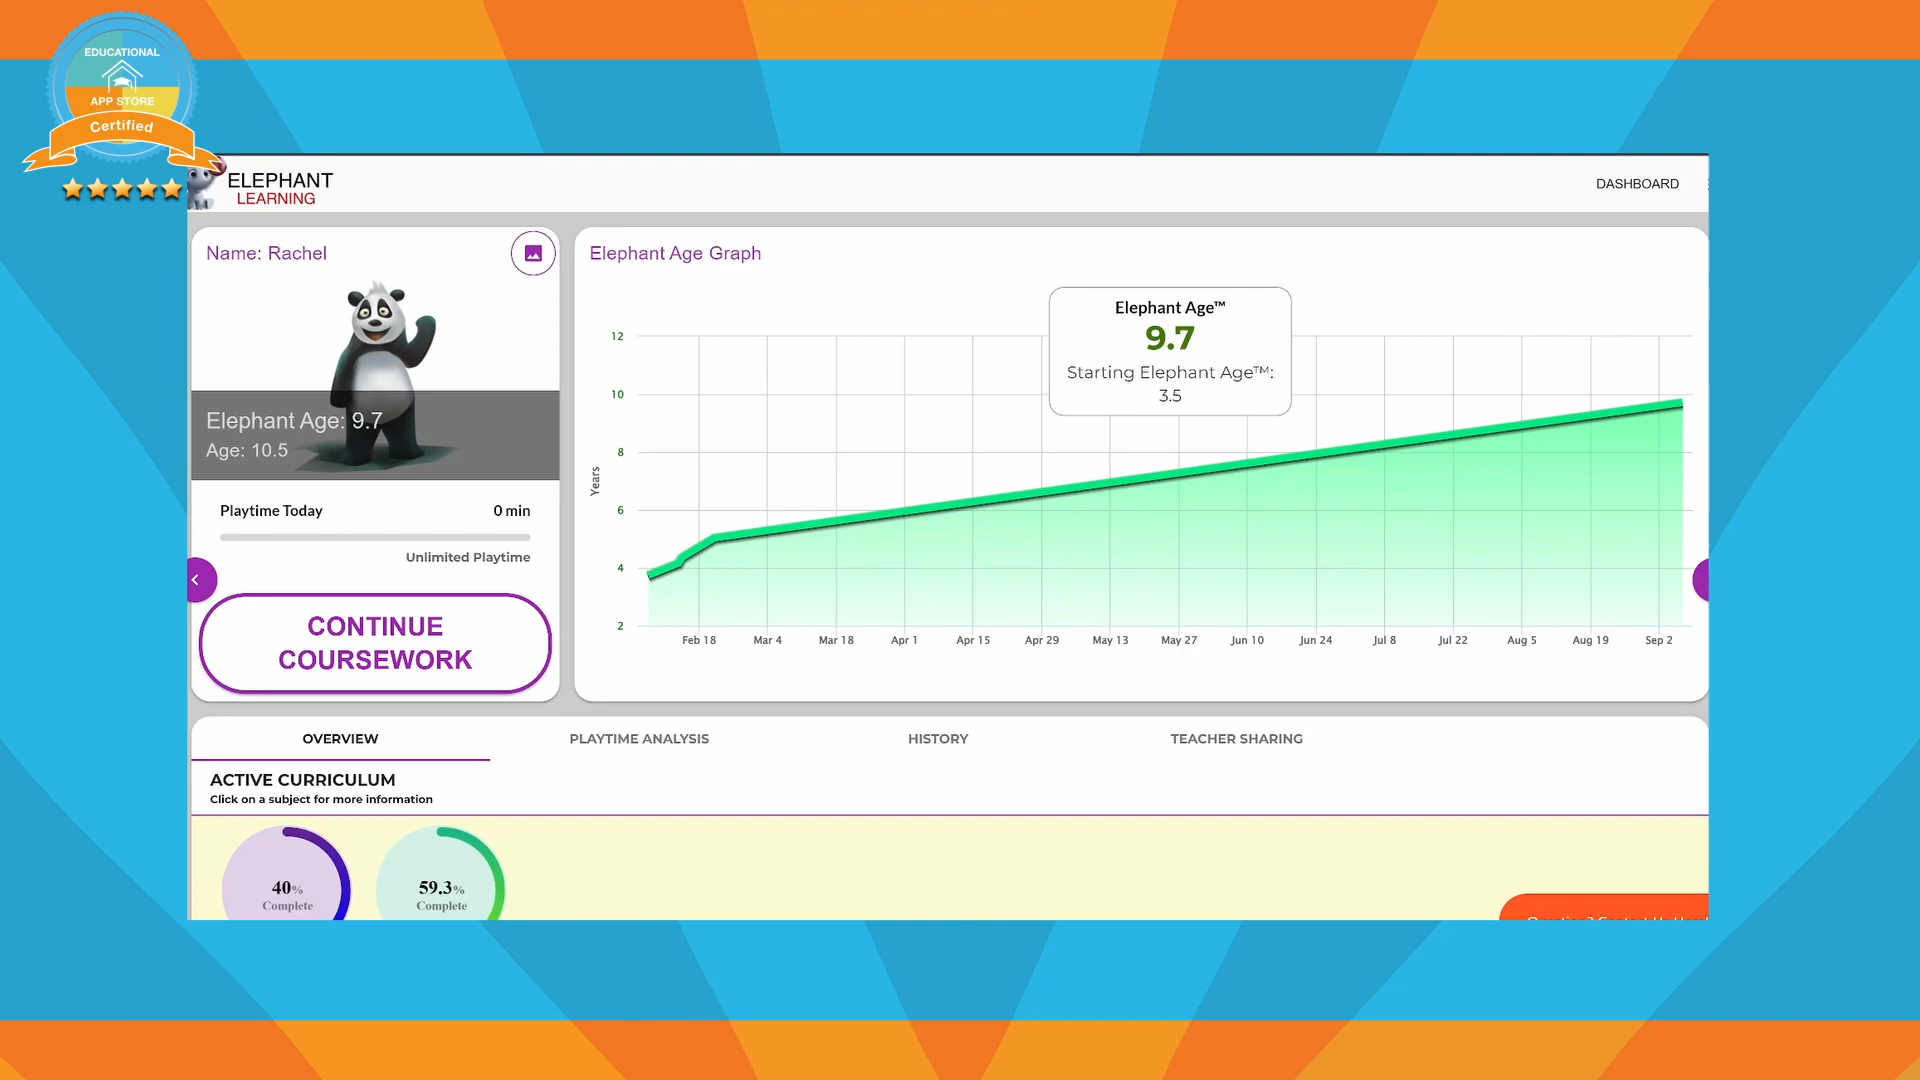 EDUCATIONAL
APP STORE
Certified
ELEPHANT
LEARNING
DASHBOARD
Name: Rachel
Elephant Age: 9.7
Age: 10.5
Playtime Today 0 min
Unlimited Playtime
CONTINUE
COURSEWORK
Elephant Age Graph
Elephant Age™
9.7
Starting Elephant Age™:
3.5
12
10
8
6
4
2
Years
Feb 18 Mar 4 Mar 18 Apr 1 Apr 15 Apr 29 May 13 May 27 Jun 10 Jun 24 Jul 8 Jul 22 Aug 5 Aug 19 Sep 2
OVERVIEW PLAYTIME ANALYSIS HISTORY TEACHER SHARING
ACTIVE CURRICULUM
Click on a subject for more information
40%
Complete
59.3%
Complete